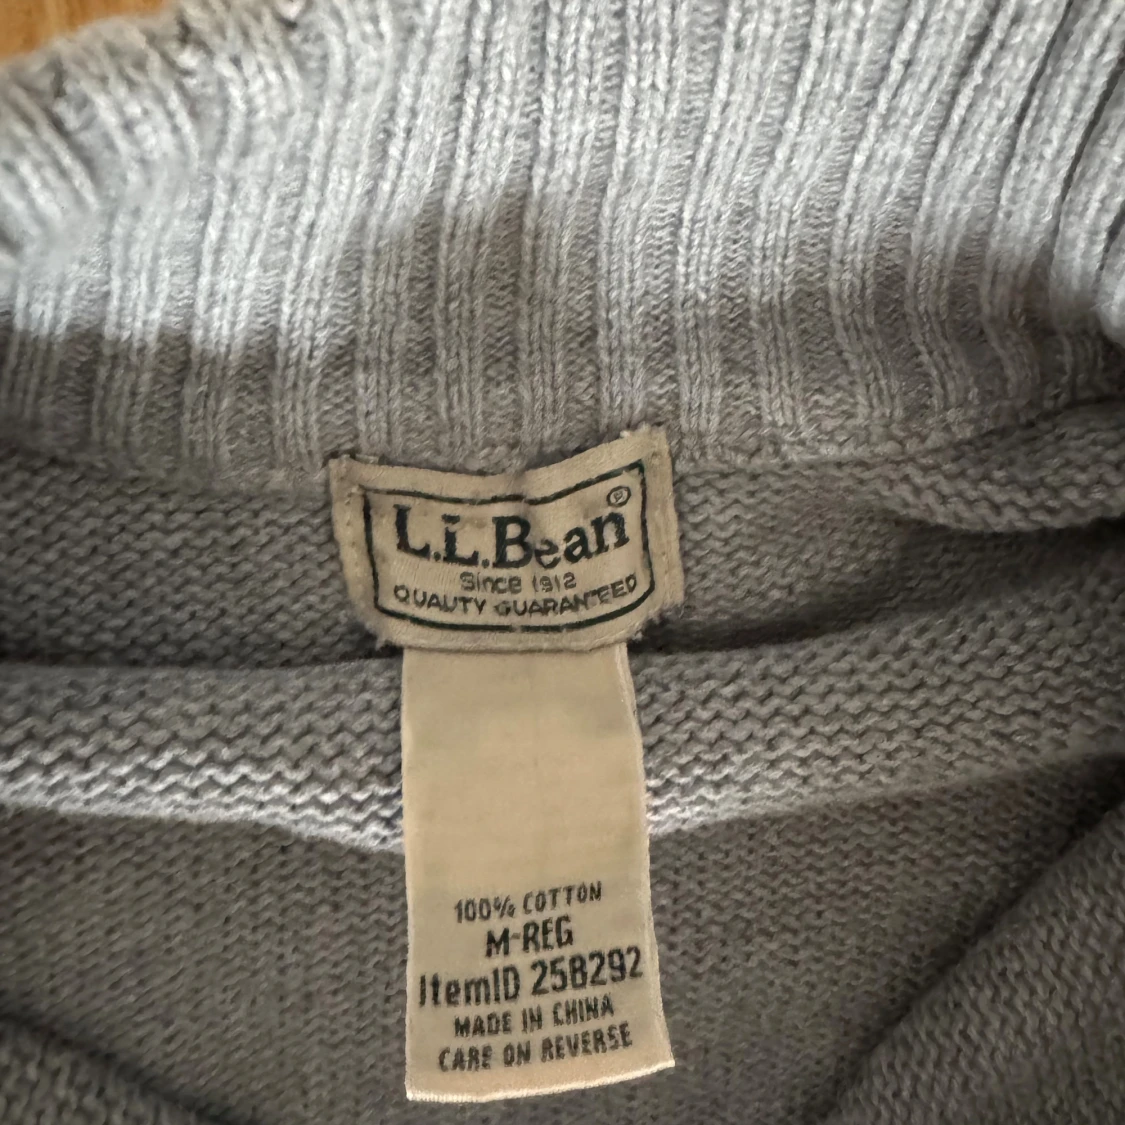 L.L.Bean®
Since 1912
QUALITY GUARANTEED
100% COTTON
M-REG
ItemID 258292
MADE IN CHINA
CARE ON REVERSE